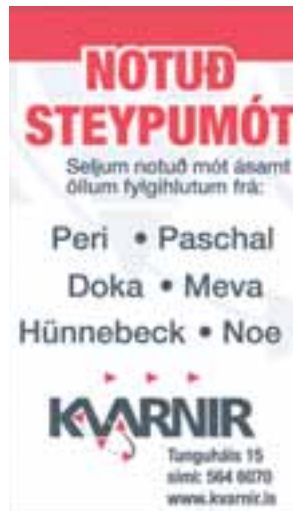 NOTUÐ
STEYPUMÓT
Seljum notuð mót ásamt
öllum fylgihlutum frá:
Peri • Paschal
Doka • Meva
Hünnebeck • Noe
KVARNIR
Tunguháls 15
sími: 564 6070
www.kvarnir.is